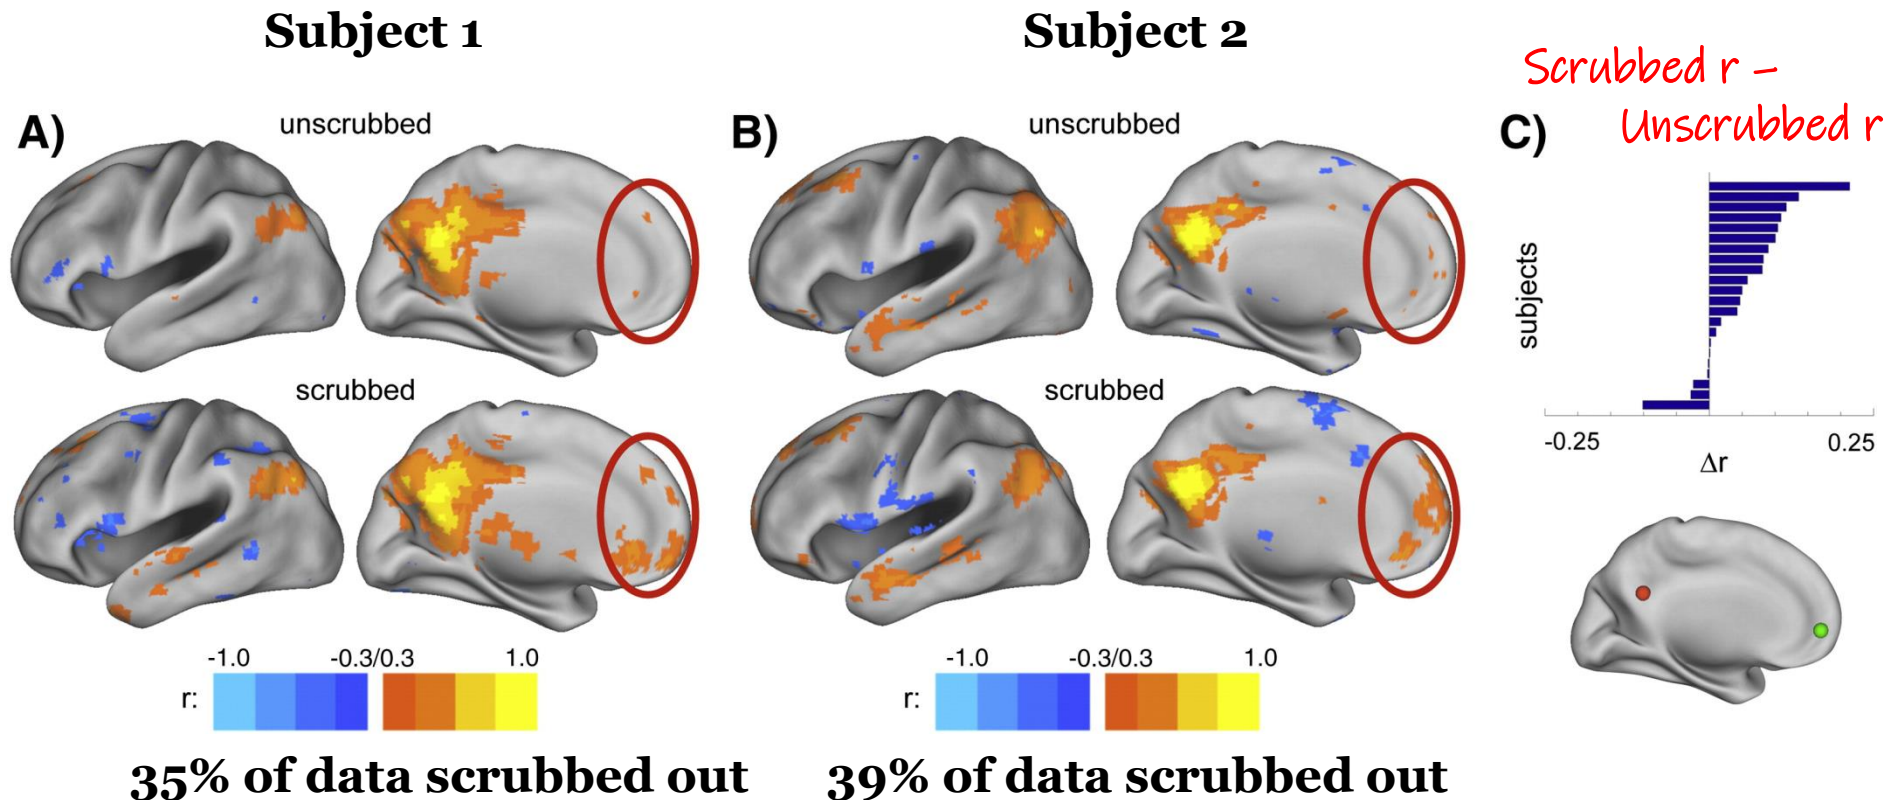 Subject 1
Subject 2
Scrubbed r –
Unscrubbed r
A)
unscrubbed
B)
unscrubbed
C)
subjects
scrubbed
scrubbed
-0.25
0.25
Δr
-1.0
-0.3/0.3
1.0
r:
-1.0
-0.3/0.3
1.0
r:
35% of data scrubbed out
39% of data scrubbed out